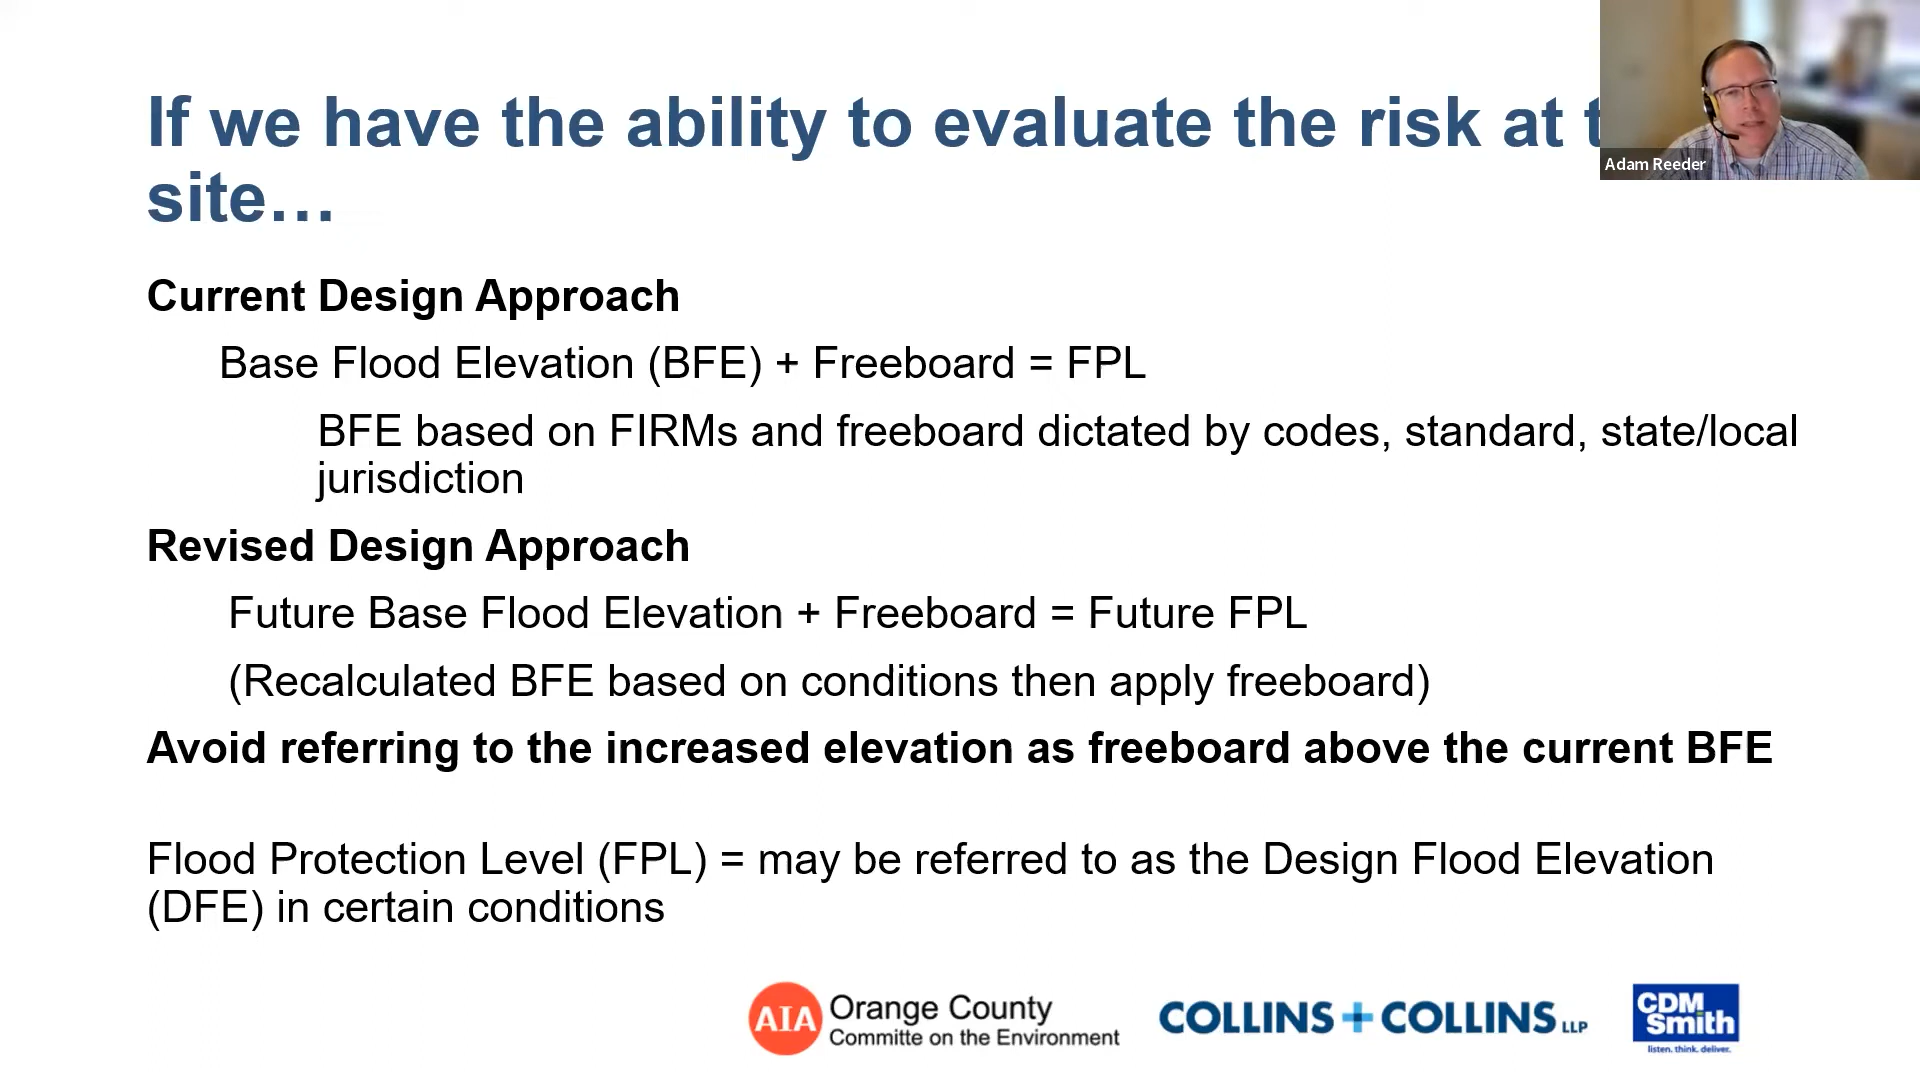 If we have the ability to evaluate the risk at
site…
Adam Reeder
Current Design Approach
Base Flood Elevation (BFE) + Freeboard = FPL
BFE based on FIRMs and freeboard dictated by codes, standard, state/local
jurisdiction
Revised Design Approach
Future Base Flood Elevation + Freeboard = Future FPL
(Recalculated BFE based on conditions then apply freeboard)
Avoid referring to the increased elevation as freeboard above the current BFE
Flood Protection Level (FPL) = may be referred to as the Design Flood Elevation
(DFE) in certain conditions
AIA Orange County
Committe on the Environment
COLLINS + COLLINS LLP
CDM
Smith
listen. think. deliver.